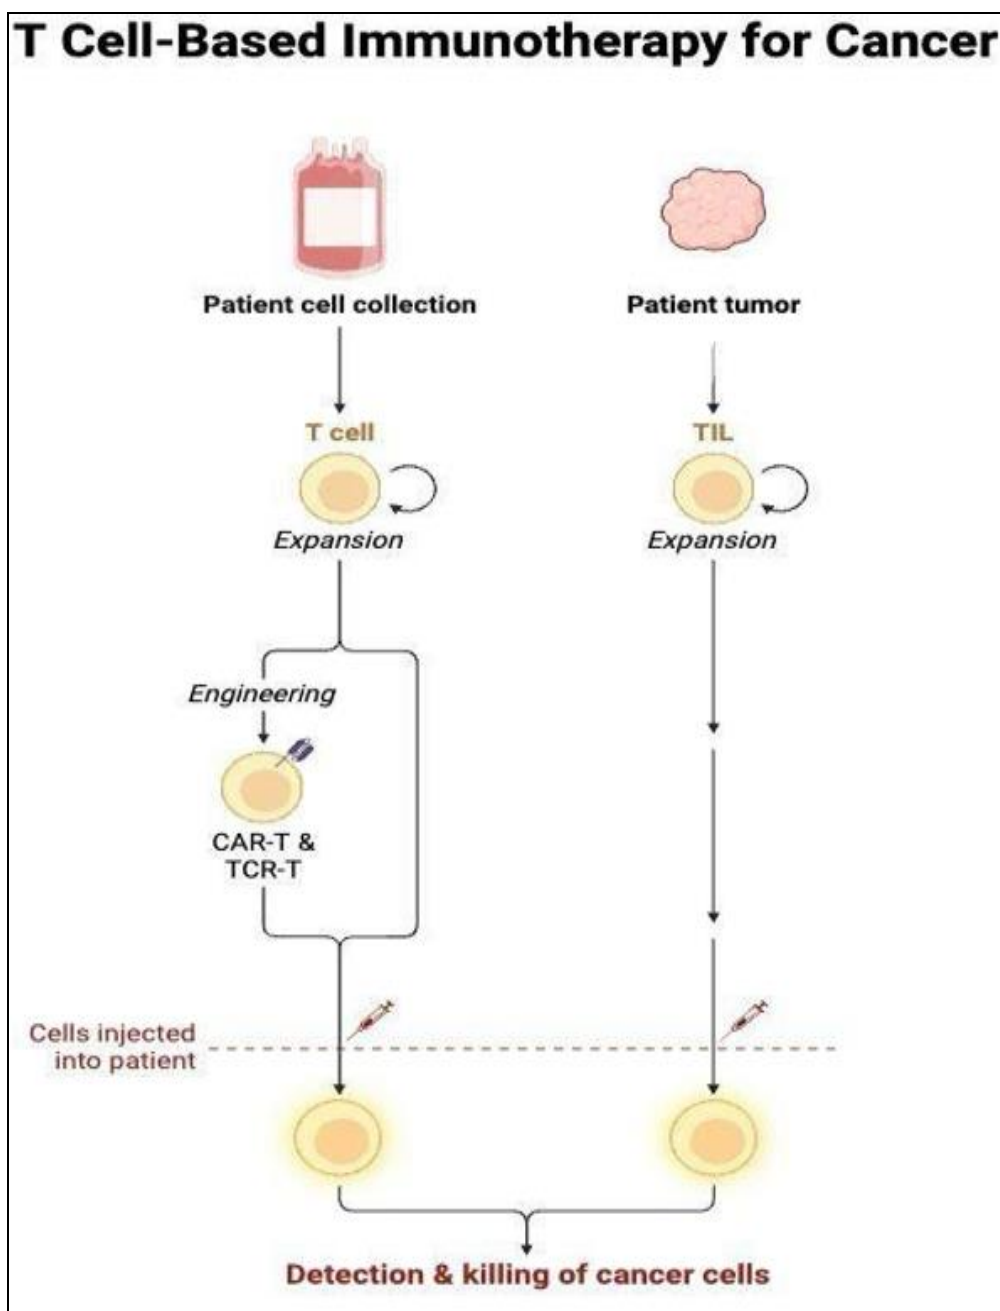 T Cell-Based Immunotherapy for Cancer
Patient cell collection
Patient tumor
T cell
TIL
Expansion
Expansion
Engineering
CAR-T &
TCR-T
Cells injected
into patient
Detection & killing of cancer cells